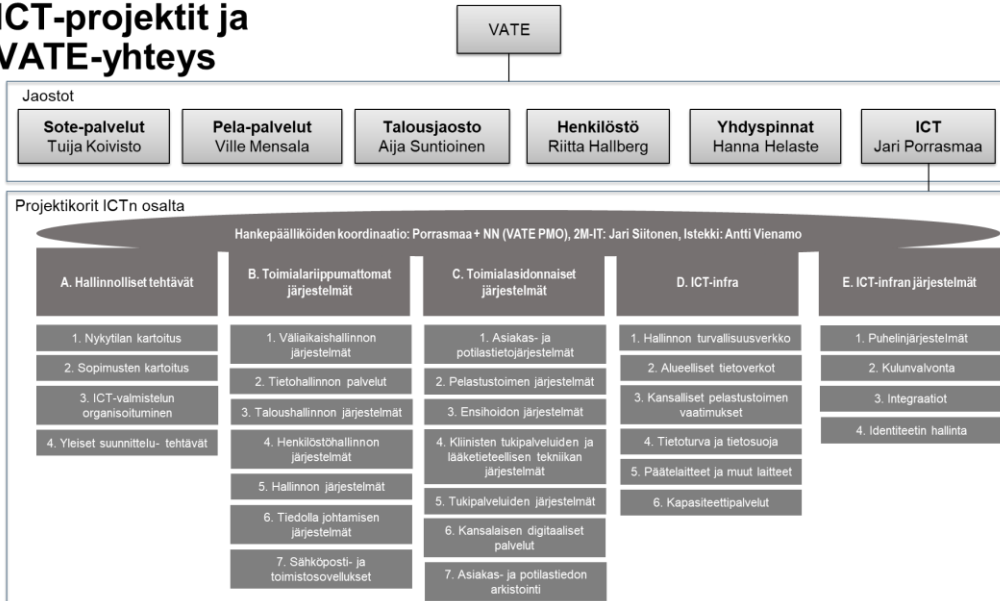 ICT-projektit ja
VATE-yhteys
VATE
Jaostot
Sote-palvelut
Tuija Koivisto
Pela-palvelut
Ville Mensala
Talousjaosto
Aija Suntioinen
Henkilöstö
Riitta Hallberg
Yhdyspinnat
Hanna Helaste
ICT
Jari Porrasmaa
Projektikorit ICTn osalta
Hankepäälliköiden koordinaatio: Porrasmaa + NN (VATE PMO), 2M-IT: Jari Siitonen, Istekki: Antti Vienamo
A. Hallinnolliset tehtävät
1. Nykytilan kartoitus
2. Sopimusten kartoitus
3. ICT-valmistelun
organisoituminen
4. Yleiset suunnittelu- tehtävät
B. Toimialariippumattomat
järjestelmät
1. Väliaikaishallinnon
järjestelmät
2. Tietohallinnon palvelut
3. Taloushallinnon järjestelmät
4. Henkilöstöhallinnon
järjestelmät
5. Hallinnon järjestelmät
6. Tiedolla johtamisen
järjestelmät
7. Sähköposti- ja
toimistosovellukset
C. Toimialasidonnaiset
järjestelmät
1. Asiakas- ja
potilastietojärjestelmät
2. Pelastustoimen järjestelmät
3. Ensihoidon järjestelmät
4. Kliinisten tukipalveluiden ja
lääketieteellisen tekniikan
järjestelmät
5. Tukipalveluiden järjestelmät
6. Kansalaisen digitaaliset
palvelut
7. Asiakas- ja potilastiedon
arkistointi
D. ICT-infra
1. Hallinnon turvallisuusverkko
2. Alueelliset tietoverkot
3. Kansalliset pelastustoimen
vaatimukset
4. Tietoturva ja tietosuoja
5. Päätelaitteet ja muut laitteet
6. Kapasiteettipalvelut
E. ICT-infran järjestelmät
1. Puhelinjärjestelmät
2. Kulunvalvonta
3. Integraatiot
4. Identiteetin hallinta